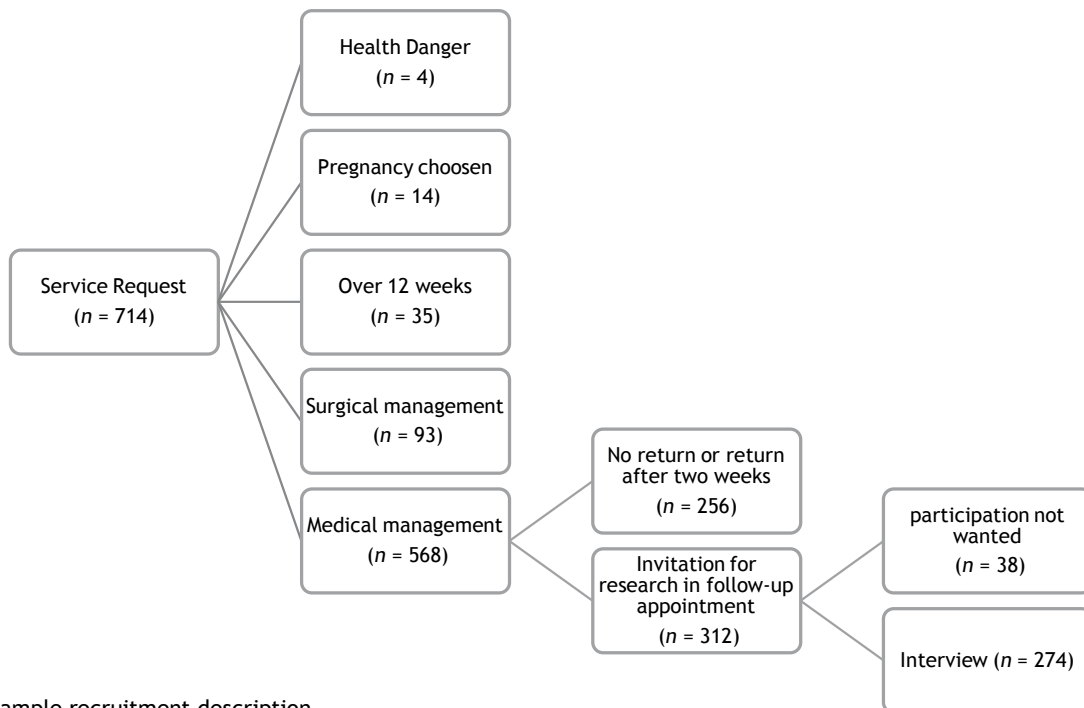 Health Danger
(n = 4)
Pregnancy choosen
(n = 14)
Service Request
(n = 714)
Over 12 weeks
(n = 35)
Surgical management
(n = 93)
Medical management
(n = 568)
No return or return
after two weeks
(n = 256)
Invitation for
research in follow-up
appointment
(n = 312)
participation not
wanted
(n = 38)
Interview (n = 274)
recruitment description